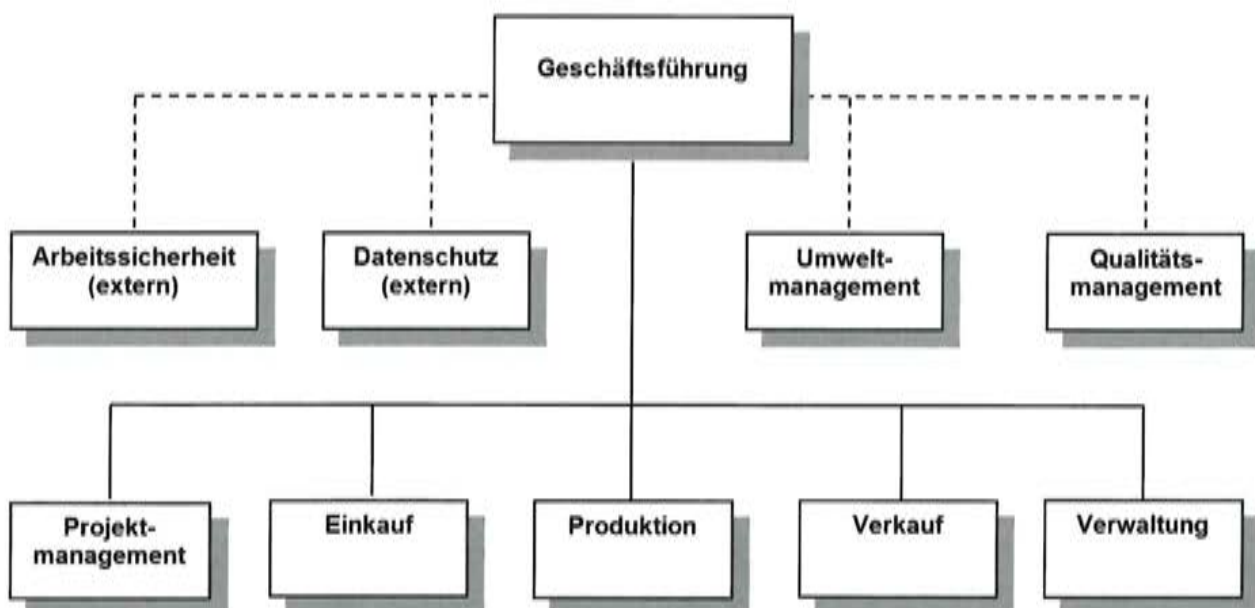 Geschäftsführung
Arbeitssicherheit
(extern)
Datenschutz
(extern)
Umwelt-
management
Qualitäts-
management
Projekt-
management
Einkauf
Produktion
Verkauf
Verwaltung